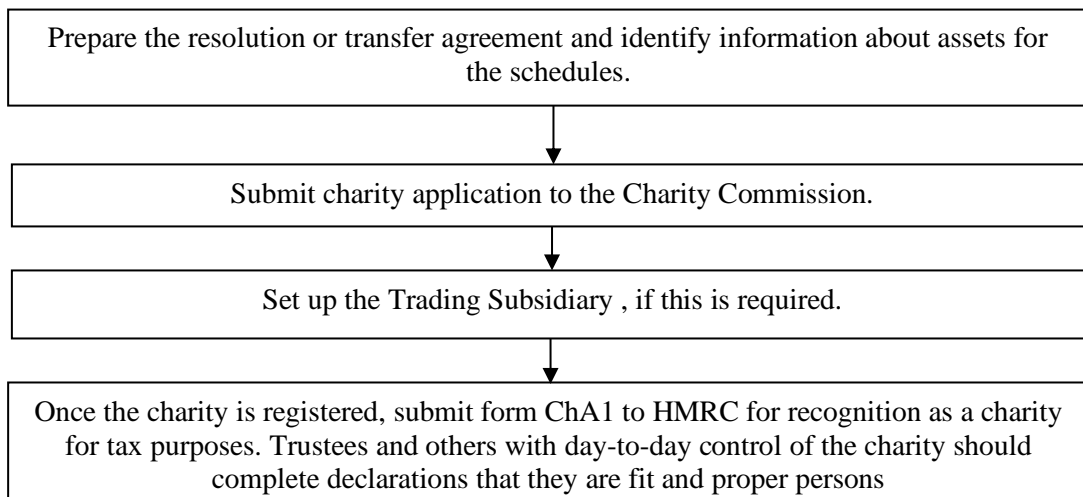 Prepare the resolution or transfer agreement and identify information about assets for
the schedules.
Submit charity application to the Charity Commission.
Set up the Trading Subsidiary , if this is required.
Once the charity is registered, submit form ChA1 to HMRC for recognition as a charity
for tax purposes. Trustees and others with day-to-day control of the charity should
complete declarations that they are fit and proper persons